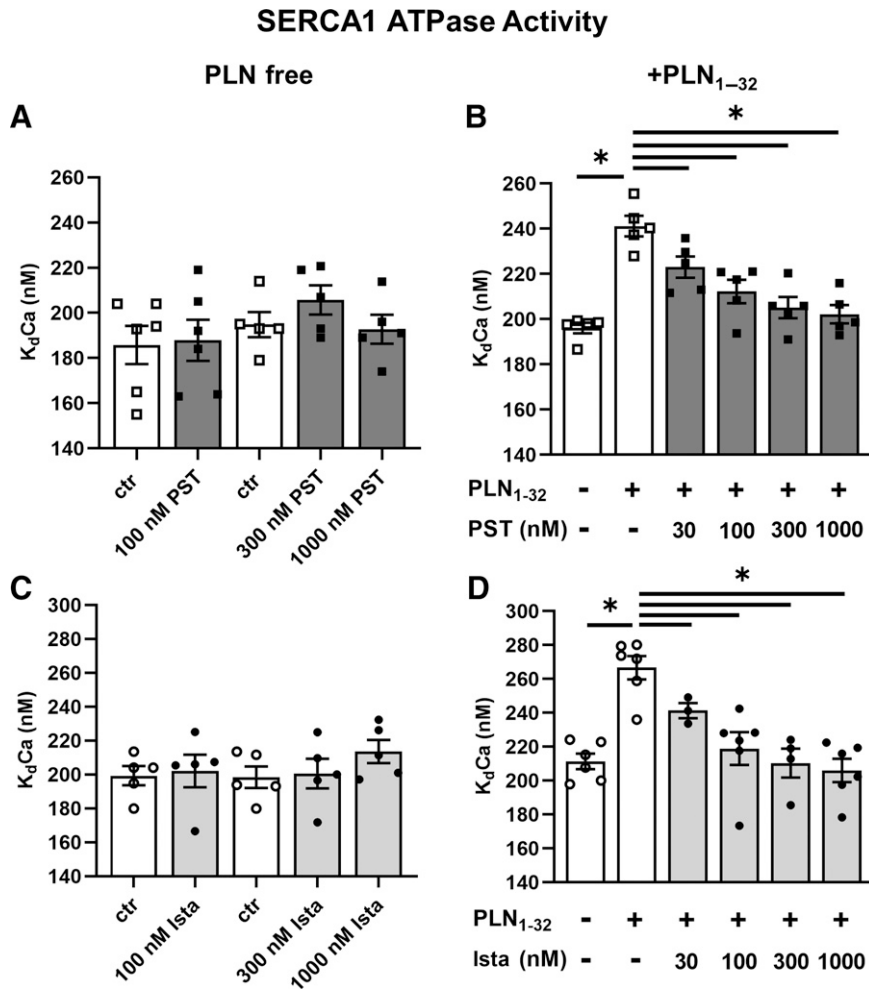 SERCA1 ATPase Activity
PLN free
+PLN1–32
A
KdCa (nM)
260
240
220
200
180
160
140
ctr
100 nM PST
ctr
300 nM PST
1000 nM PST
B
*
*
KdCa (nM)
260
240
220
200
180
160
140
PLN1-32 - + + + + +
PST (nM) - - 30 100 300 1000
C
KdCa (nM)
300
280
260
240
220
200
180
160
140
ctr
100 nM Ista
ctr
300 nM Ista
1000 nM Ista
D
*
*
KdCa (nM)
300
280
260
240
220
200
180
160
140
PLN1-32 - + + + + +
Ista (nM) - - 30 100 300 1000